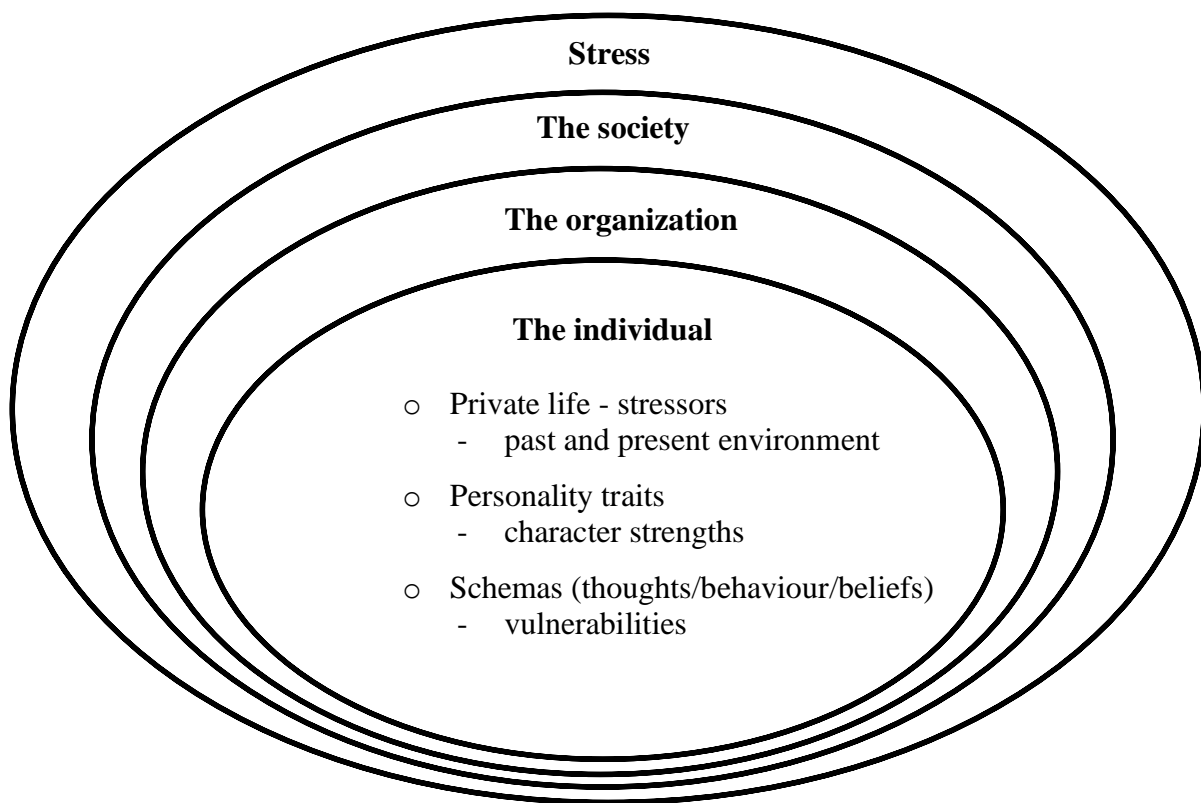 Stress
The society
The organization
The individual
o Private life - stressors
- past and present environment
o Personality traits
- character strengths
o Schemas (thoughts/behaviour/beliefs)
- vulnerabilities